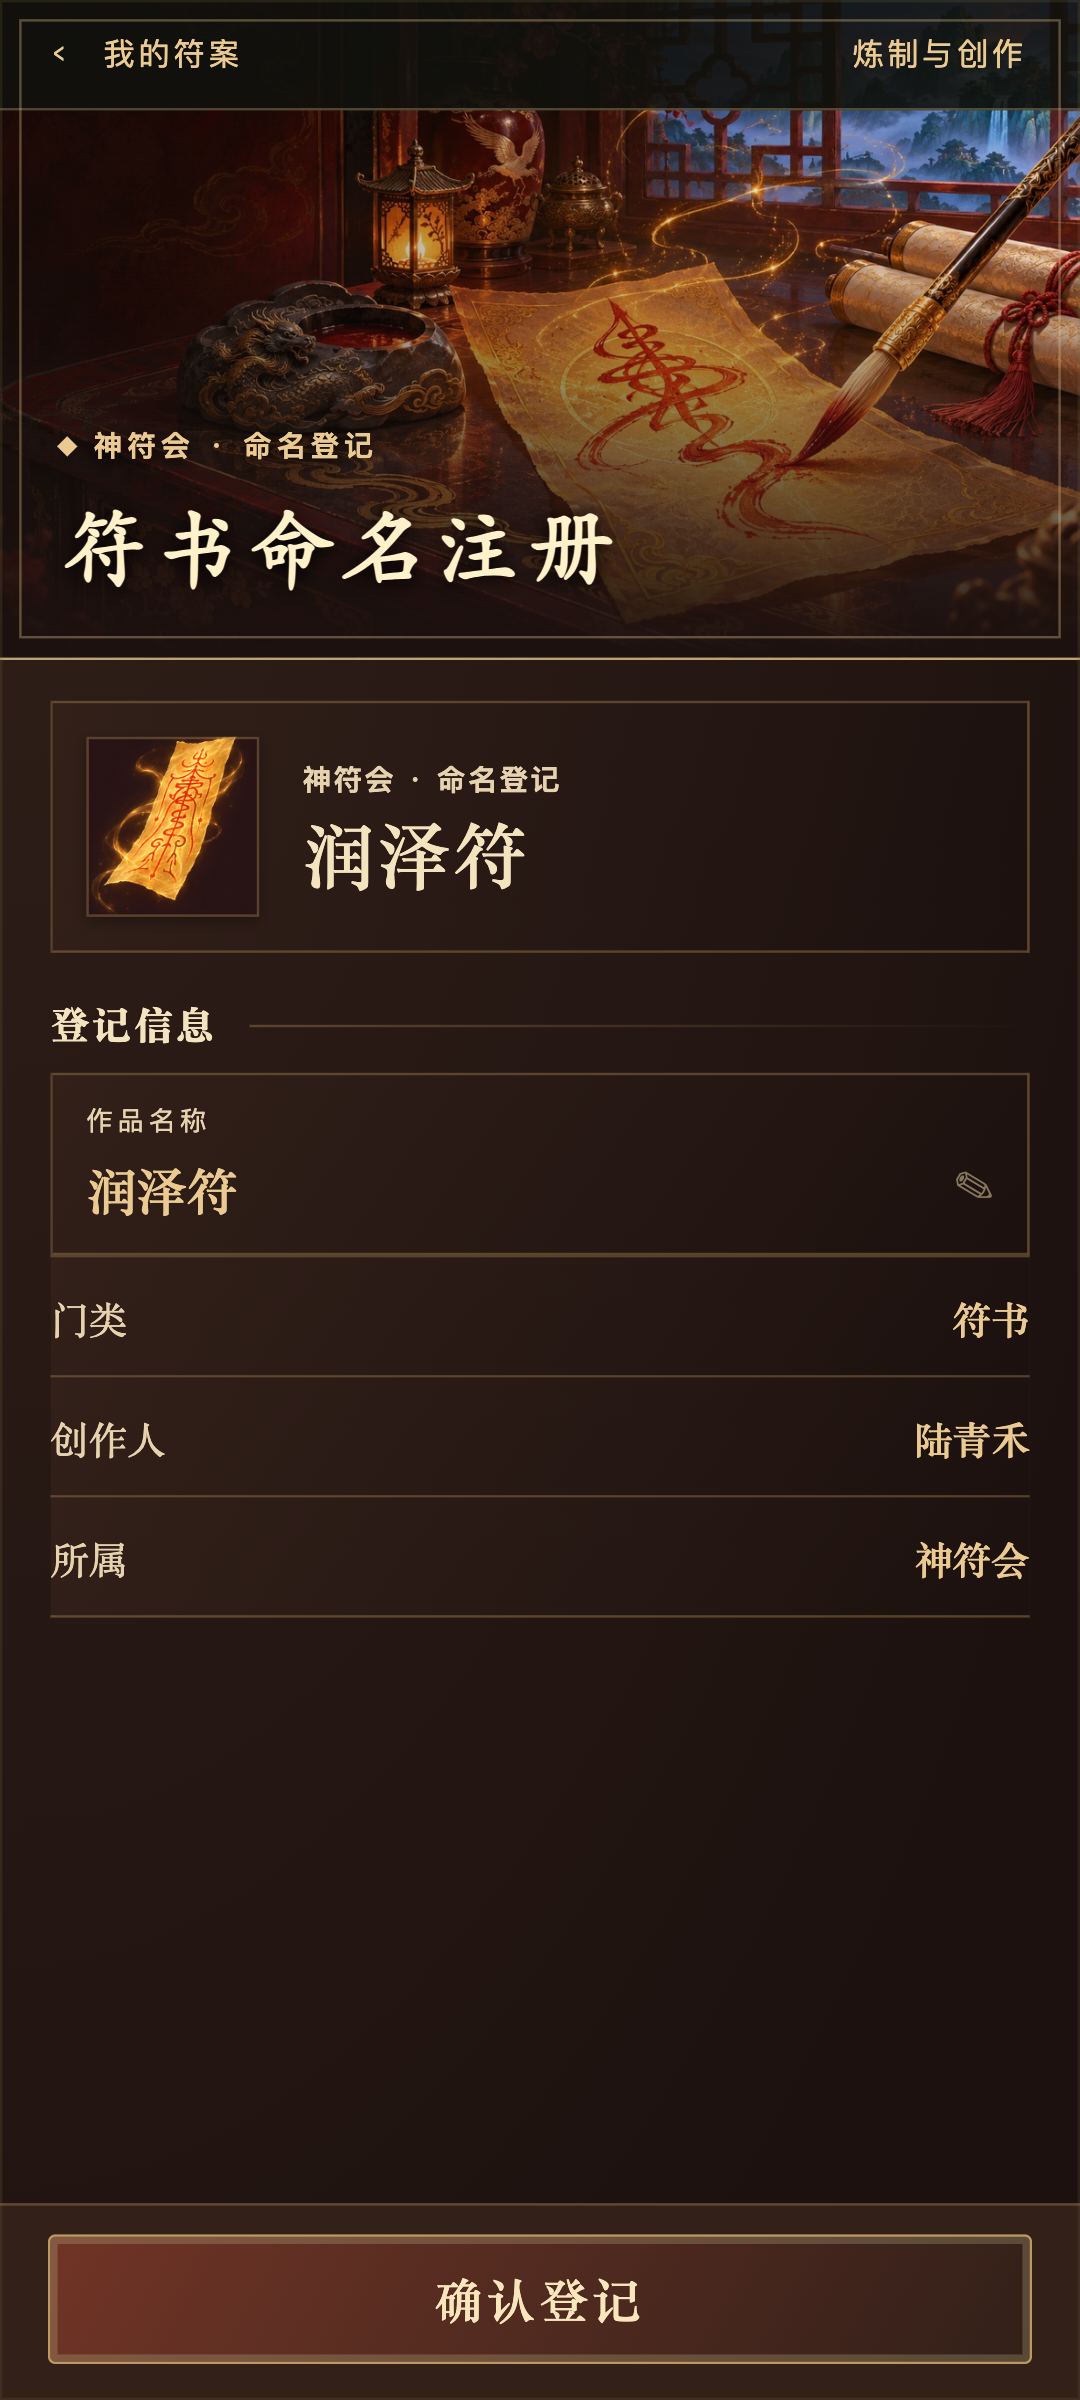 ‹ 我的符案 炼制与创作
◆ 神符会 · 命名登记
符书命名注册
神符会 · 命名登记
润泽符
登记信息
作品名称
润泽符
门类 符书
创作人 陆青禾
所属 神符会
确认登记